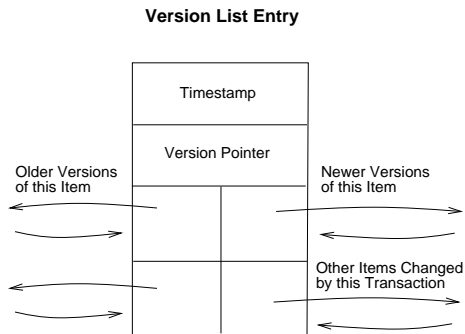 Version List Entry
Timestamp
Version Pointer
Older Versions
of this Item
Newer Versions
of this Item
Other Items Changed
by this Transaction